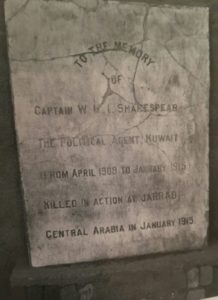 TO THE MEMORY
OF
CAPTAIN W. H. I. SHAKESPEAR
THE POLITICAL AGENT, KUWAIT
(FROM APRIL 1909 TO JANUARY 1915)
KILLED IN ACTION AT JARRAB
CENTRAL ARABIA IN JANUARY 1915